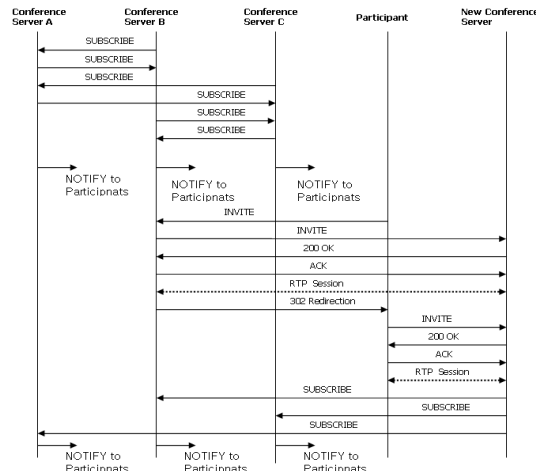 Conference Server A
Conference Server B
Conference Server C
Participant
New Conference Server
SUBSCRIBE
SUBSCRIBE
SUBSCRIBE
SUBSCRIBE
SUBSCRIBE
SUBSCRIBE
NOTIFY to
Participnats
NOTIFY to
Participnats
NOTIFY to
Participnats
INVITE
INVITE
200 OK
ACK
RTP Session
302 Redirection
INVITE
200 OK
ACK
RTP Session
SUBSCRIBE
SUBSCRIBE
SUBSCRIBE
NOTIFY to
Participnats
NOTIFY to
Participnats
NOTIFY to
Participnats